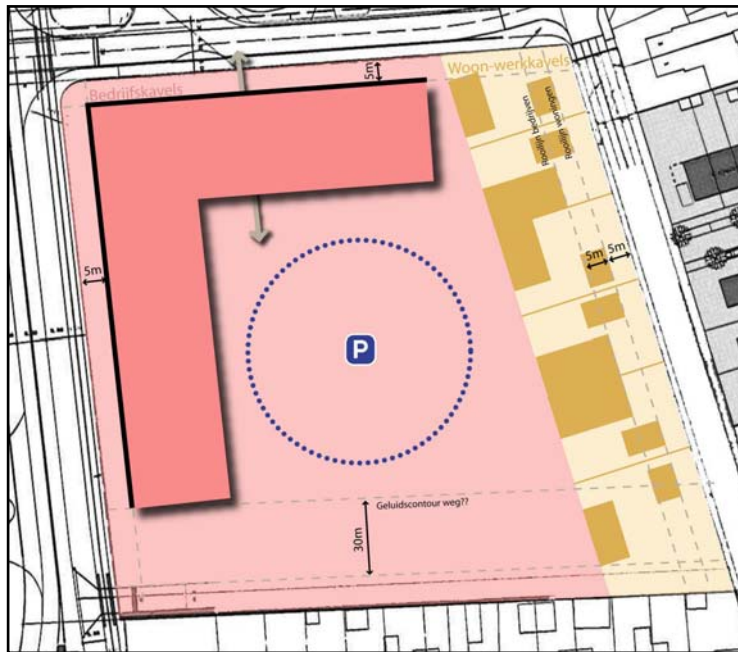 Bedrijfskavels
5m
Woon-werkkavels
Rooilijn bedrijven
Rooilijn woningen
5m
5m
5m
P
Geluidscontour weg??
30m